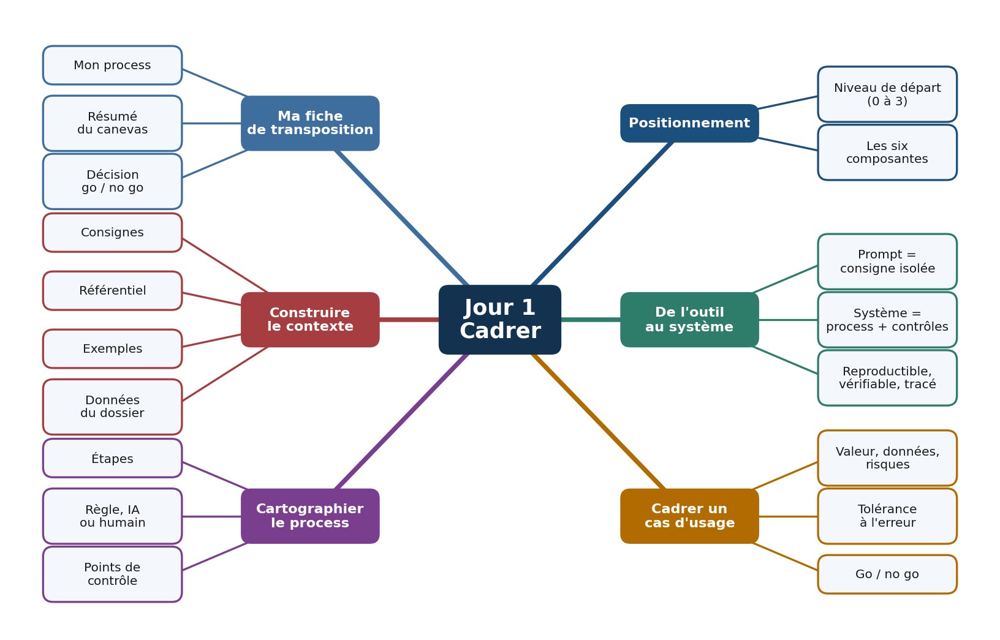 Jour 1
Cadrer
Positionnement
Niveau de départ
(0 à 3)
Les six
composantes
De l'outil
au système
Prompt =
consigne isolée
Système =
process + contrôles
Reproductible,
vérifiable, tracé
Cadrer un
cas d'usage
Valeur, données,
risques
Tolérance
à l'erreur
Go / no go
Cartographier
le process
Étapes
Règle, IA
ou humain
Points de
contrôle
Construire
le contexte
Consignes
Référentiel
Exemples
Données
du dossier
Ma fiche
de transposition
Mon process
Résumé
du canevas
Décision
go / no go